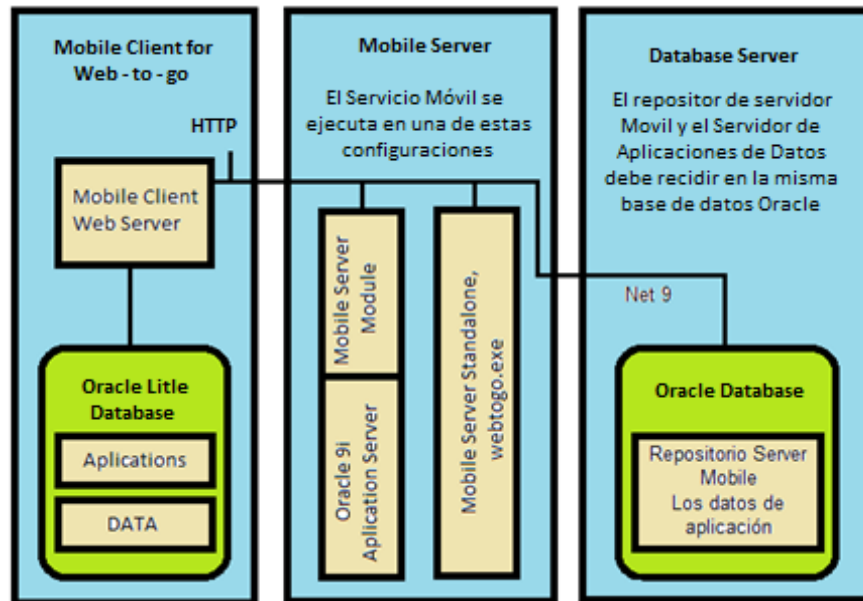 Mobile Client for
Web - to - go
HTTP
Mobile Client
Web Server
Oracle Litle
Database
Aplications
DATA
Mobile Server
El Servicio Móvil se
ejecuta en una de estas
configuraciones
Mobile Server
Module
Oracle 9i
Aplication Server
Mobile Server Standalone,
webtogo.exe
Database Server
El repositor de servidor
Movil y el Servidor de
Aplicaciones de Datos
debe recidir en la misma
base de datos Oracle
Net 9
Oracle Database
Repositorio Server
Mobile
Los datos de
aplicación